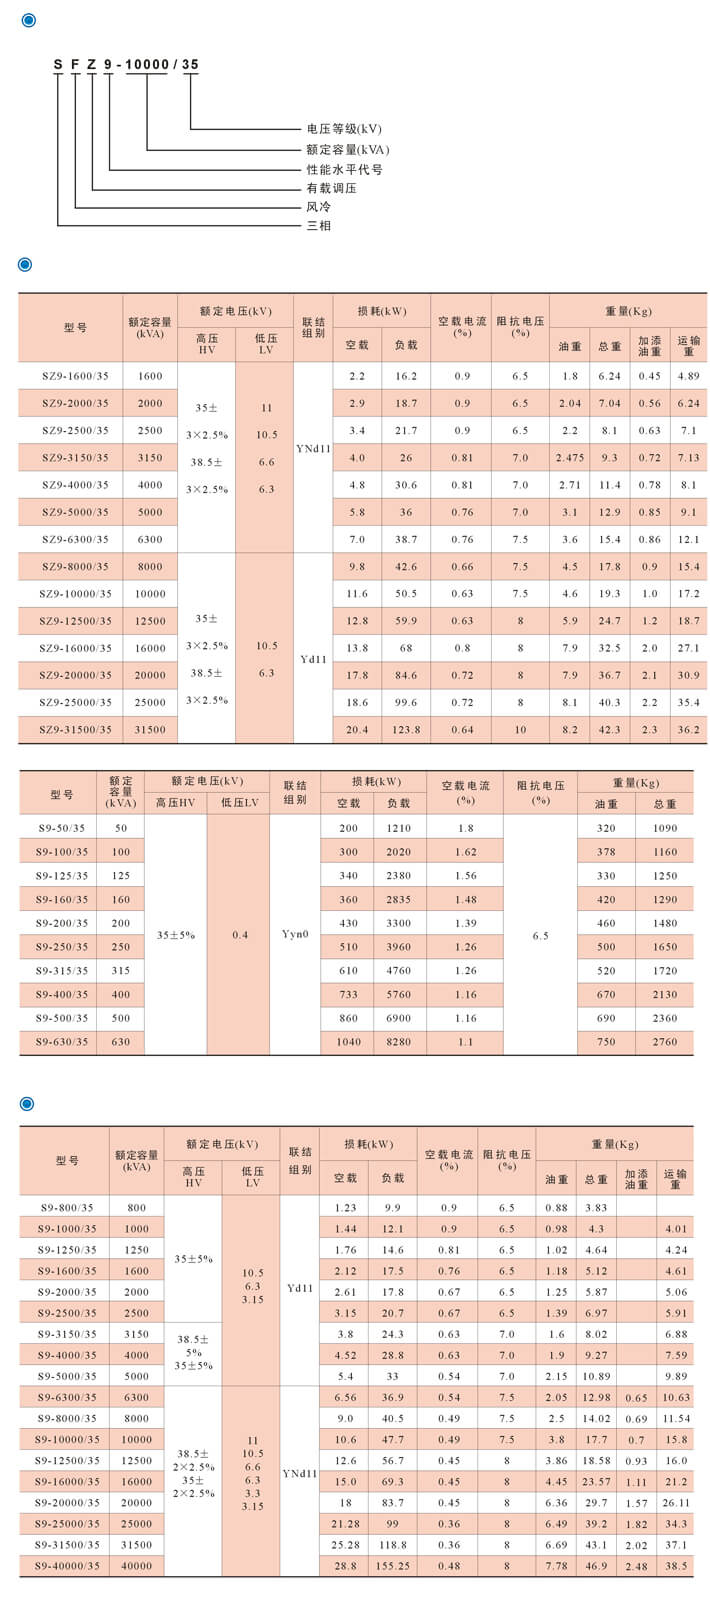 S F Z 9-10000/35
电压等级(kV)
额定容量(kVA)
性能水平代号
有载调压
风冷
三相
型号 额定容量(kVA) 额定电压(kV) 联结组别 损耗(kW) 空载电流(%) 阻抗电压(%) 重量(Kg)
高压HV 低压LV 空载 负载 油重 总重 加添油重 运输重
SZ9-1600/35 1600 2.2 16.2 0.9 6.5 1.8 6.24 0.45 4.89
SZ9-2000/35 2000 35± 11 2.9 18.7 0.9 6.5 2.04 7.04 0.56 6.24
SZ9-2500/35 2500 3×2.5% 10.5 3.4 21.7 0.9 6.5 2.2 8.1 0.63 7.1
SZ9-3150/35 3150 38.5± 6.6 YNd11 4.0 26 0.81 7.0 2.475 9.3 0.72 7.13
SZ9-4000/35 4000 3×2.5% 6.3 4.8 30.6 0.81 7.0 2.71 11.4 0.78 8.1
SZ9-5000/35 5000 5.8 36 0.76 7.0 3.1 12.9 0.85 9.1
SZ9-6300/35 6300 7.0 38.7 0.76 7.5 3.6 15.4 0.86 12.1
SZ9-8000/35 8000 9.8 42.6 0.66 7.5 4.5 17.8 0.9 15.4
SZ9-10000/35 10000 11.6 50.5 0.63 7.5 4.6 19.3 1.0 17.2
SZ9-12500/35 12500 35± 12.8 59.9 0.63 8 5.9 24.7 1.2 18.7
SZ9-16000/35 16000 3×2.5% 10.5 Yd11 13.8 68 0.8 8 7.9 32.5 2.0 27.1
SZ9-20000/35 20000 38.5± 6.3 17.8 84.6 0.72 8 7.9 36.7 2.1 30.9
SZ9-25000/35 25000 3×2.5% 18.6 99.6 0.72 8 8.1 40.3 2.2 35.4
SZ9-31500/35 31500 20.4 123.8 0.64 10 8.2 42.3 2.3 36.2
型号 额定容量(kVA) 额定电压(kV) 联结组别 损耗(kW) 空载电流(%) 阻抗电压(%) 重量(Kg)
高压HV 低压LV 空载 负载 油重 总重
S9-50/35 50 200 1210 1.8 320 1090
S9-100/35 100 300 2020 1.62 378 1160
S9-125/35 125 340 2380 1.56 330 1250
S9-160/35 160 360 2835 1.48 420 1290
S9-200/35 200 430 3300 1.39 460 1480
35±5% 0.4 Yyn0 6.5
S9-250/35 250 510 3960 1.26 500 1650
S9-315/35 315 610 4760 1.26 520 1720
S9-400/35 400 733 5760 1.16 670 2130
S9-500/35 500 860 6900 1.16 690 2360
S9-630/35 630 1040 8280 1.1 750 2760
型号 额定容量(kVA) 额定电压(kV) 联结组别 损耗(kW) 空载电流(%) 阻抗电压(%) 重量(Kg)
高压HV 低压LV 空载 负载 油重 总重 加添油重 运输重
S9-800/35 800 1.23 9.9 0.9 6.5 0.88 3.83
S9-1000/35 1000 1.44 12.1 0.9 6.5 0.98 4.3 4.01
S9-1250/35 1250 35±5% 1.76 14.6 0.81 6.5 1.02 4.64 4.24
S9-1600/35 1600 10.5 2.12 17.5 0.76 6.5 1.18 5.12 4.61
S9-2000/35 2000 6.3 Yd11 2.61 17.8 0.67 6.5 1.25 5.87 5.06
S9-2500/35 2500 3.15 3.15 20.7 0.67 6.5 1.39 6.97 5.91
S9-3150/35 3150 38.5± 3.8 24.3 0.63 7.0 1.6 8.02 6.88
S9-4000/35 4000 5% 4.52 28.8 0.63 7.0 1.9 9.27 7.59
S9-5000/35 5000 35±5% 5.4 33 0.54 7.0 2.15 10.89 9.89
S9-6300/35 6300 6.56 36.9 0.54 7.5 2.05 12.98 0.65 10.63
S9-8000/35 8000 9.0 40.5 0.49 7.5 2.5 14.02 0.69 11.54
S9-10000/35 10000 11 10.6 47.7 0.49 7.5 3.8 17.7 0.7 15.8
38.5± 10.5
S9-12500/35 12500 2×2.5% 6.6 12.6 56.7 0.45 8 3.86 18.58 0.93 16.0
S9-16000/35 16000 35± 6.3 YNd11 15.0 69.3 0.45 8 4.45 23.57 1.11 21.2
2×2.5% 3.3
S9-20000/35 20000 3.15 18 83.7 0.45 8 6.36 29.7 1.57 26.11
S9-25000/35 25000 21.28 99 0.36 8 6.49 39.2 1.82 34.3
S9-31500/35 31500 25.28 118.8 0.36 8 6.69 43.1 2.02 37.1
S9-40000/35 40000 28.8 155.25 0.48 8 7.78 46.9 2.48 38.5